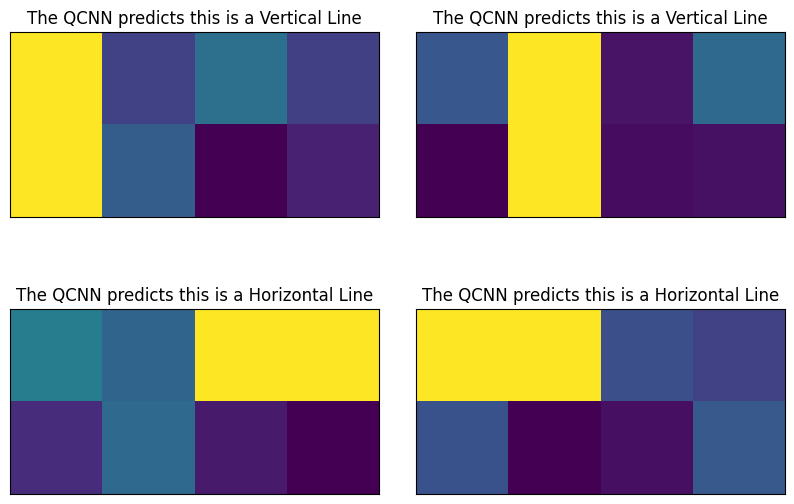 The QCNN predicts this is a Vertical Line
The QCNN predicts this is a Vertical Line
The QCNN predicts this is a Horizontal Line
The QCNN predicts this is a Horizontal Line